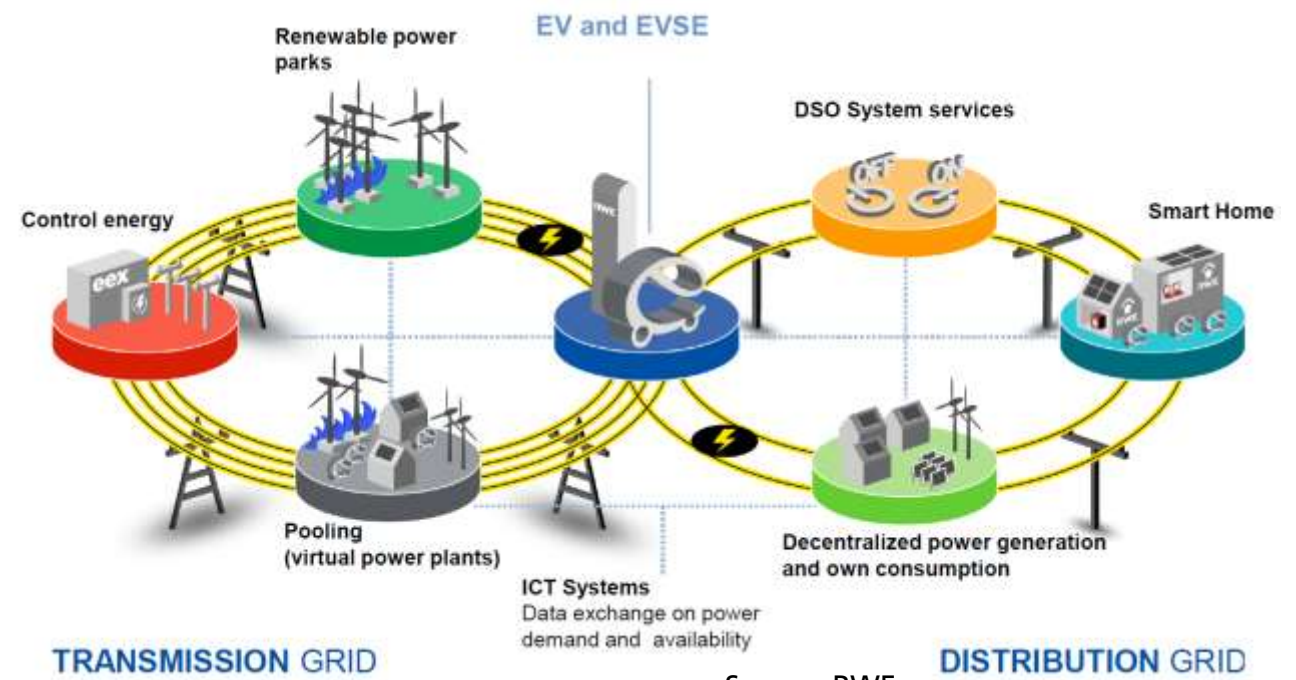 EV and EVSE
Renewable power
parks
DSO System services
Control energy
Smart Home
eex
OFF
ON
RWE
Pooling
(virtual power plants)
Decentralized power generation
and own consumption
ICT Systems
Data exchange on power
demand and availability
TRANSMISSION GRID
DISTRIBUTION GRID